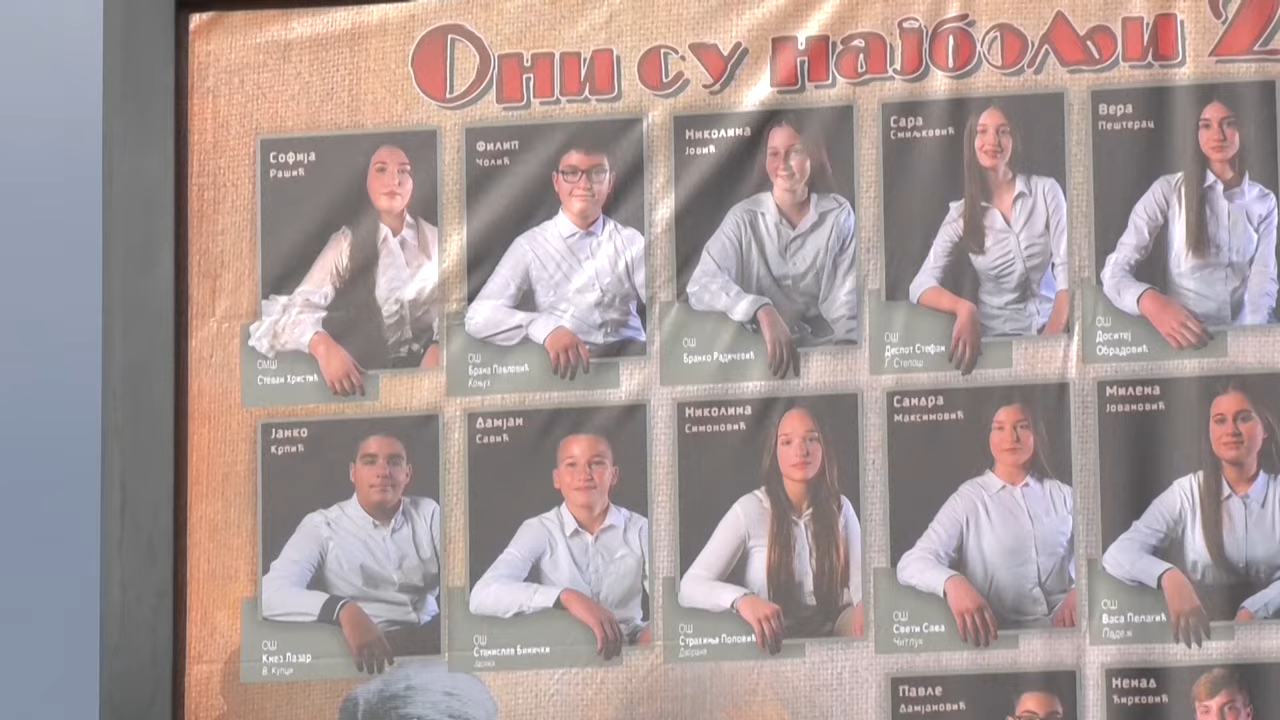 Они су најбољи 2
Софија
Рашић
ОМШ
Стеван Христић
Филип
Чолић
ОШ
Бранa Павловић
Коњух
Николина
Јовић
ОШ
Бранко Радичевић
Сара
Смиљковић
ОШ
Деспот Стефан
Г. Степош
Вера
Пештерац
ОШ
Доситеј
Обрадовић
Јанко
Крпић
ОШ
Кнез Лазар
В. Купци
Дамјан
Савић
ОШ
Станислав Бинички
Јасика
Николина
Симоновић
ОШ
Страхиња Поповић
Дворане
Сандра
Максимовић
ОШ
Свети Сава
Читлук
Милена
Јовановић
ОШ
Васа Пелагић
Падеж
Павле
Дамјановић
Ненад
Ћирковић